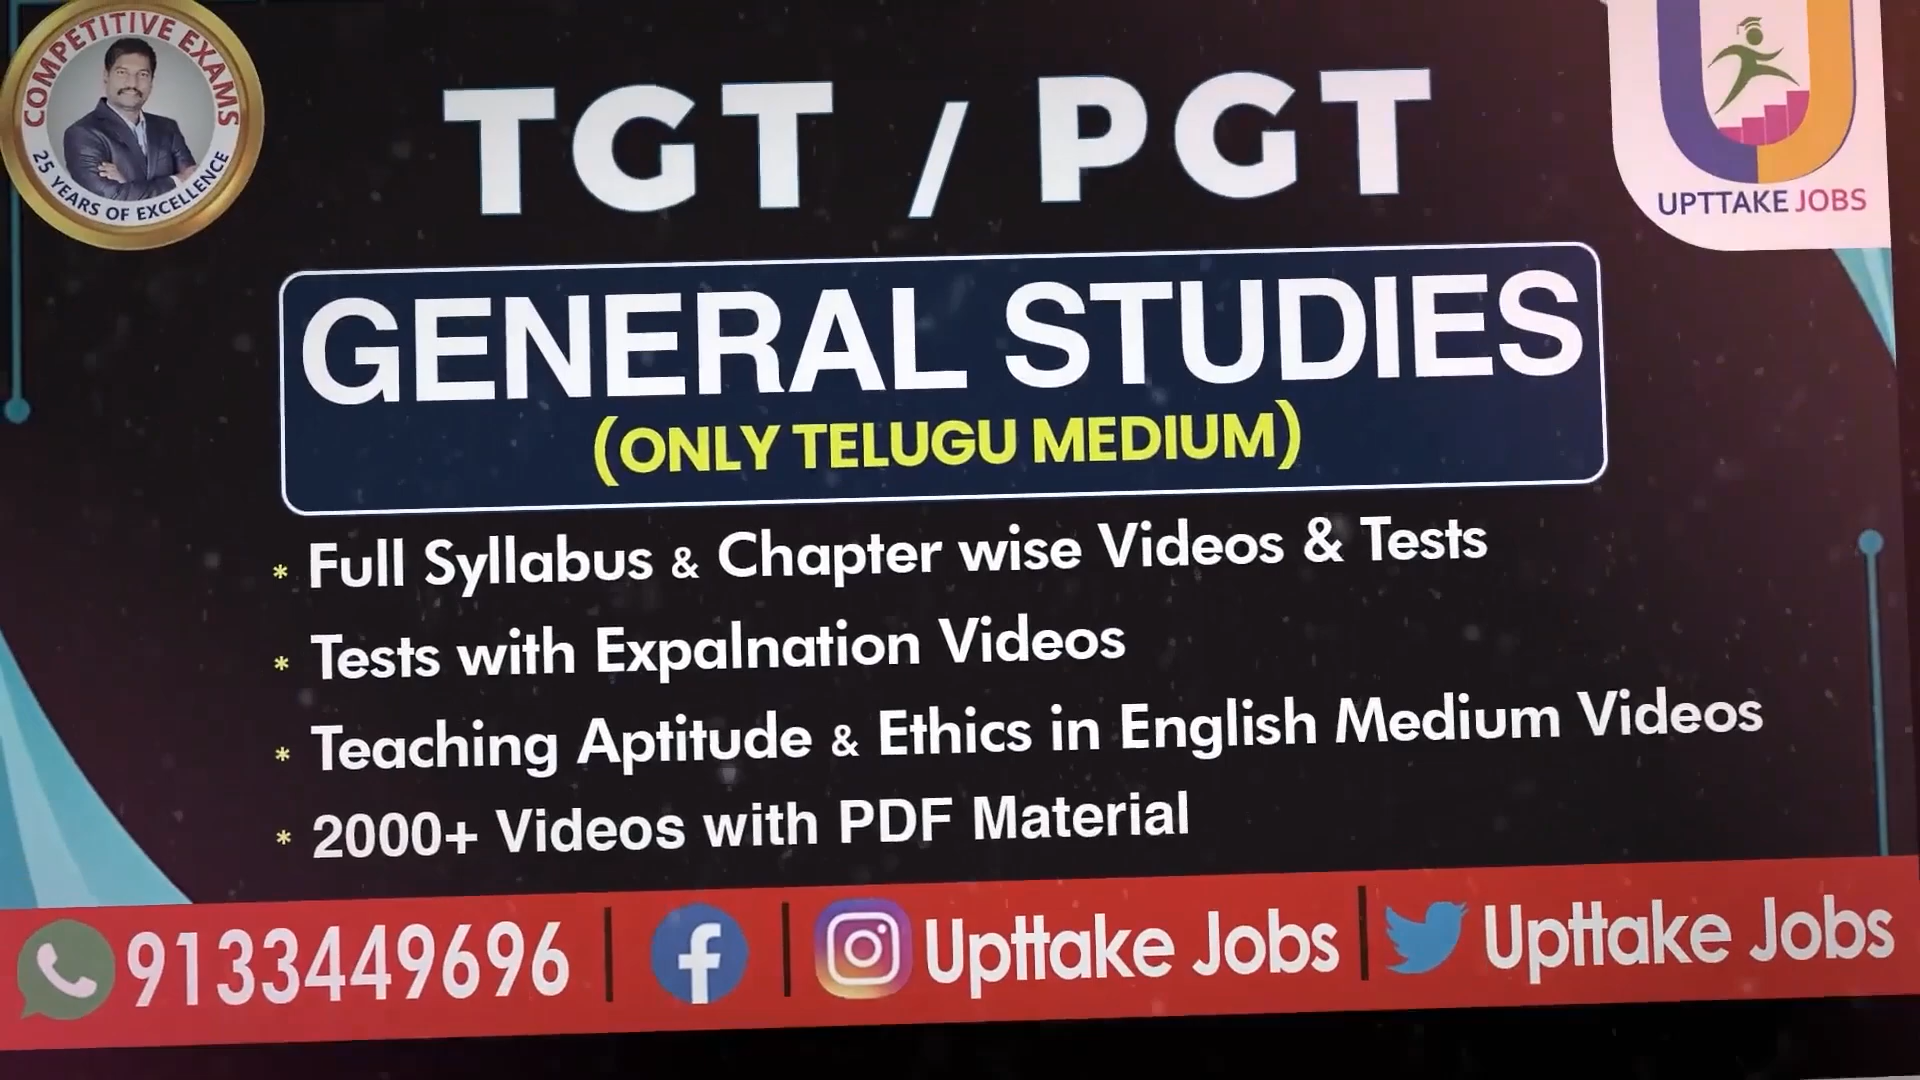 COMPETITIVE EXAMS
25 YEARS OF EXCELLENCE
TGT / PGT
UPTTAKE JOBS
GENERAL STUDIES
(ONLY TELUGU MEDIUM)
* Full Syllabus & Chapter wise Videos & Tests
* Tests with Expalnation Videos
* Teaching Aptitude & Ethics in English Medium Videos
* 2000+ Videos with PDF Material
9133449696 | | Upttake Jobs | Upttake Jobs